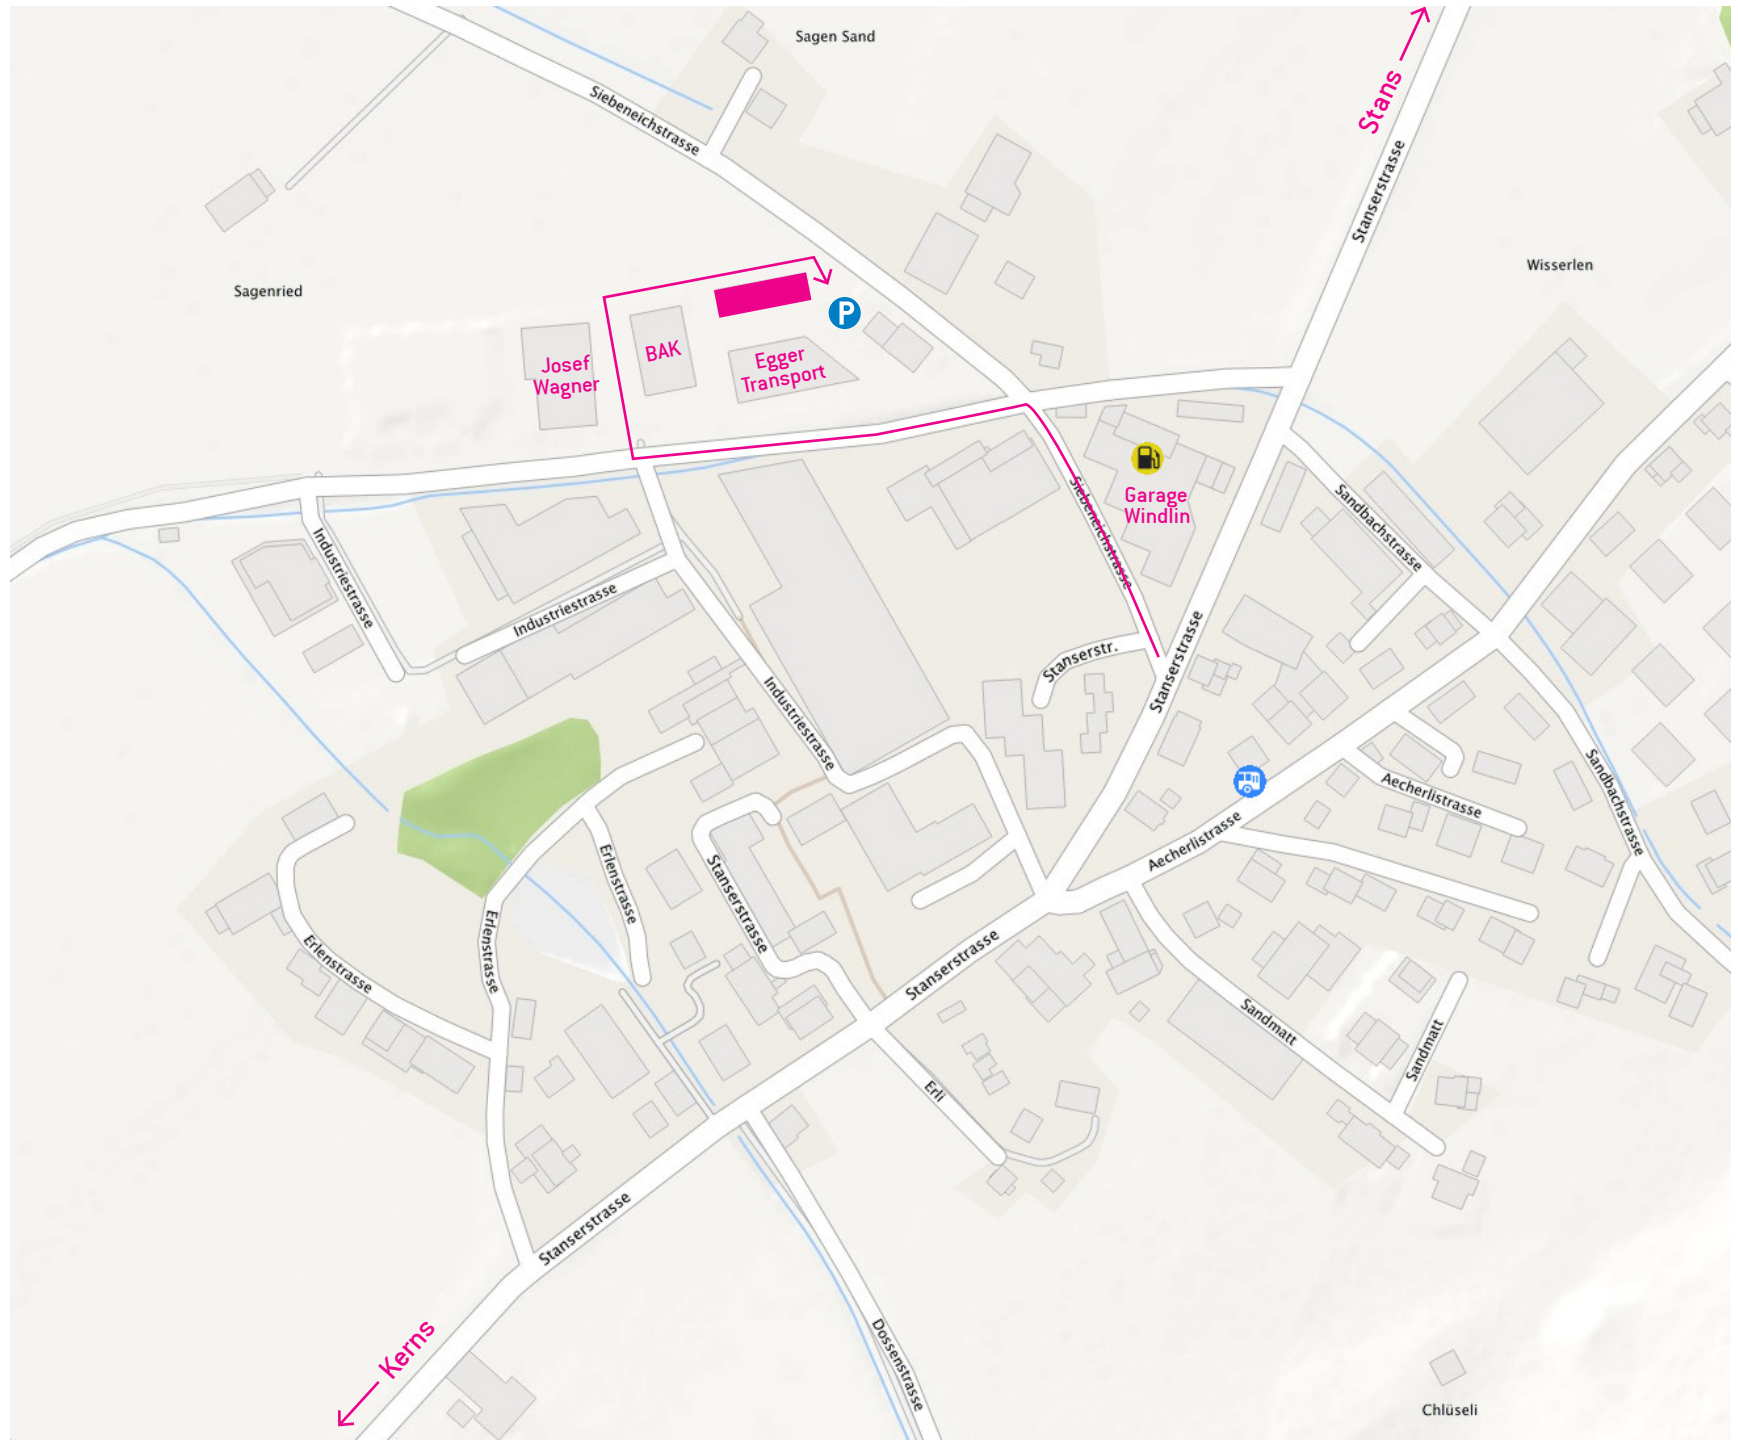 Sagen Sand
Stans
Siebeneichstrasse
Stanserstrasse
Wisserlen
Sagenried
P
BAK
Egger
Transport
Josef
Wagner
Garage
Windlin
Siebeneichstrasse
Sandbachstrasse
Industriestrasse
Industriestrasse
Stanserstr.
Stanserstrasse
Industriestrasse
Aecherlistrasse
Sandbachstrasse
Aecherlistrasse
Erlenstrasse
Stanserstrasse
Erlenstrasse
Erlenstrasse
Stanserstrasse
Sandmatt
Sandmatt
Erli
Stanserstrasse
Kerns
Dossenstrasse
Chlüseli